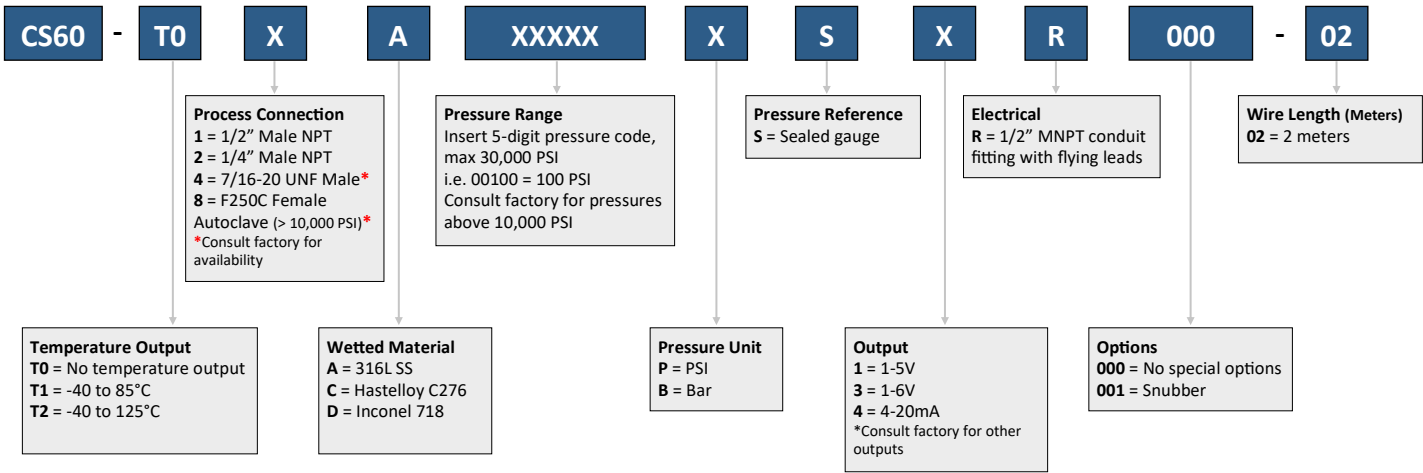 CS60 - T0 X A XXXXX X S X R 000 - 02
Process Connection
1 = 1/2” Male NPT
2 = 1/4” Male NPT
4 = 7/16-20 UNF Male*
8 = F250C Female
Autoclave (> 10,000 PSI)*
*Consult factory for
availability
Pressure Range
Insert 5-digit pressure code,
max 30,000 PSI
i.e. 00100 = 100 PSI
Consult factory for pressures
above 10,000 PSI
Pressure Reference
S = Sealed gauge
Electrical
R = 1/2” MNPT conduit
fitting with flying leads
Wire Length (Meters)
02 = 2 meters
Temperature Output
T0 = No temperature output
T1 = -40 to 85°C
T2 = -40 to 125°C
Wetted Material
A = 316L SS
C = Hastelloy C276
D = Inconel 718
Pressure Unit
P = PSI
B = Bar
Output
1 = 1-5V
3 = 1-6V
4 = 4-20mA
*Consult factory for other
outputs
Options
000 = No special options
001 = Snubber